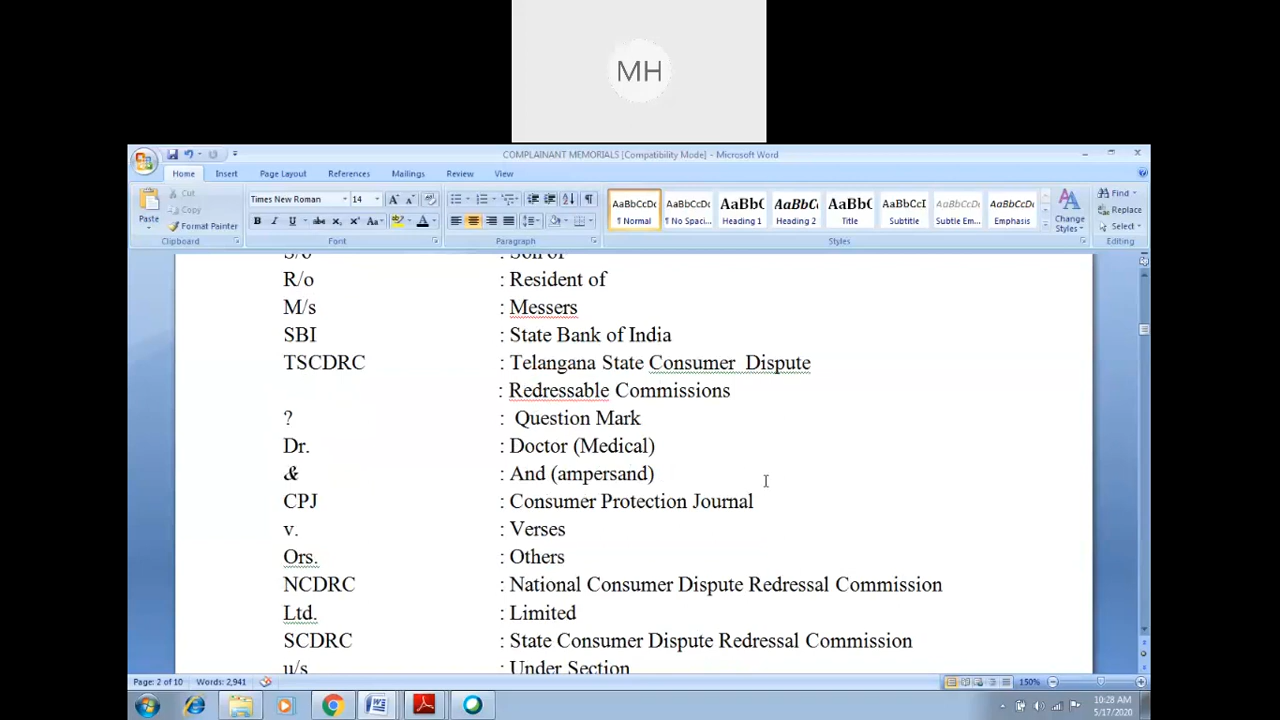 MH
COMPLAINANT MEMORIALS [Compatibility Mode] - Microsoft Word
Home Insert Page Layout References Mailings Review View
Paste
Cut
Copy
Format Painter
Clipboard
Times New Roman 14
B I U abc
Font
Paragraph
AaBbCcDc AaBbCcDc AaBbC AaBbCc AaBbC AaBbCcI AaBbCcDc AaBbCcDc
¶ Normal ¶ No Spaci... Heading 1 Heading 2 Title Subtitle Subtle Em... Emphasis
Styles
Change Styles
Find
Replace
Select
Editing
S/o : Son of
R/o : Resident of
M/s : Messers
SBI : State Bank of India
TSCDRC : Telangana State Consumer Dispute
: Redressable Commissions
? : Question Mark
Dr. : Doctor (Medical)
& : And (ampersand)
CPJ : Consumer Protection Journal
v. : Verses
Ors. : Others
NCDRC : National Consumer Dispute Redressal Commission
Ltd. : Limited
SCDRC : State Consumer Dispute Redressal Commission
u/s : Under Section
Page: 2 of 10 Words: 2,941 150%
10:28 AM
5/17/2020